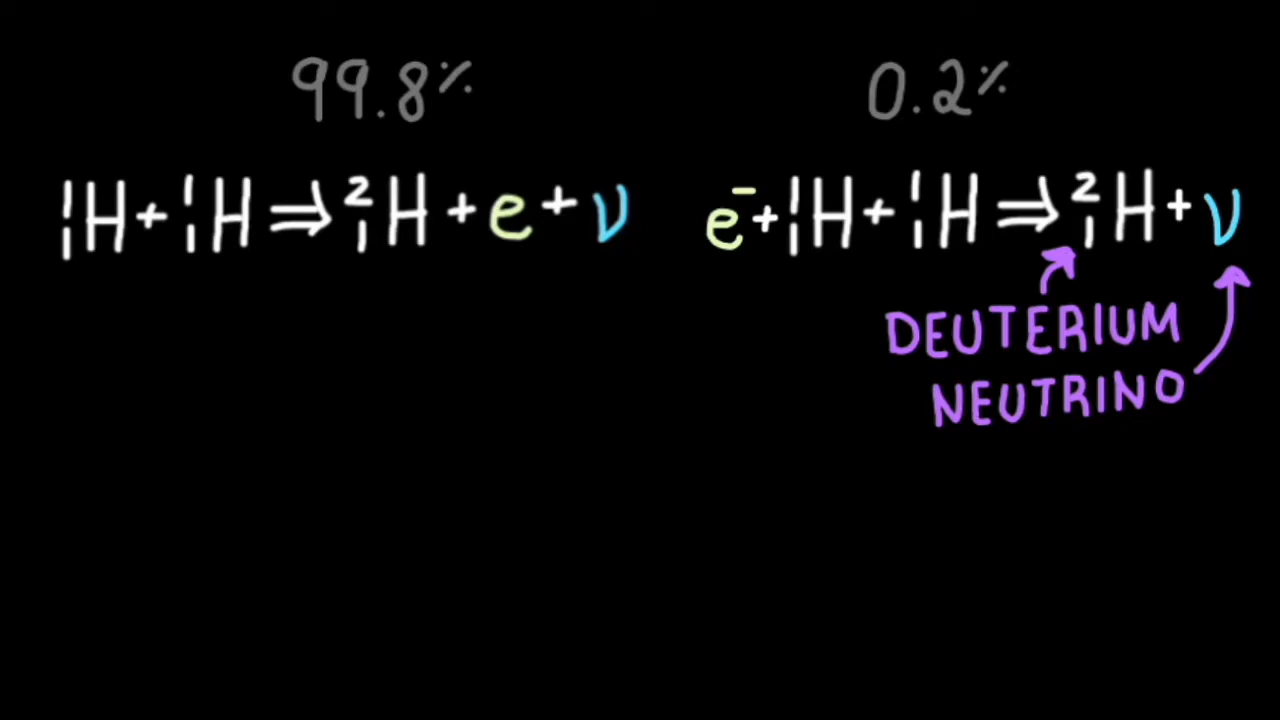 99.8%
0.2%
¹₁H + ¹₁H ⇒ ²₁H + e + ν
e⁻ + ¹₁H + ¹₁H ⇒ ²₁H + ν
DEUTERIUM
NEUTRINO